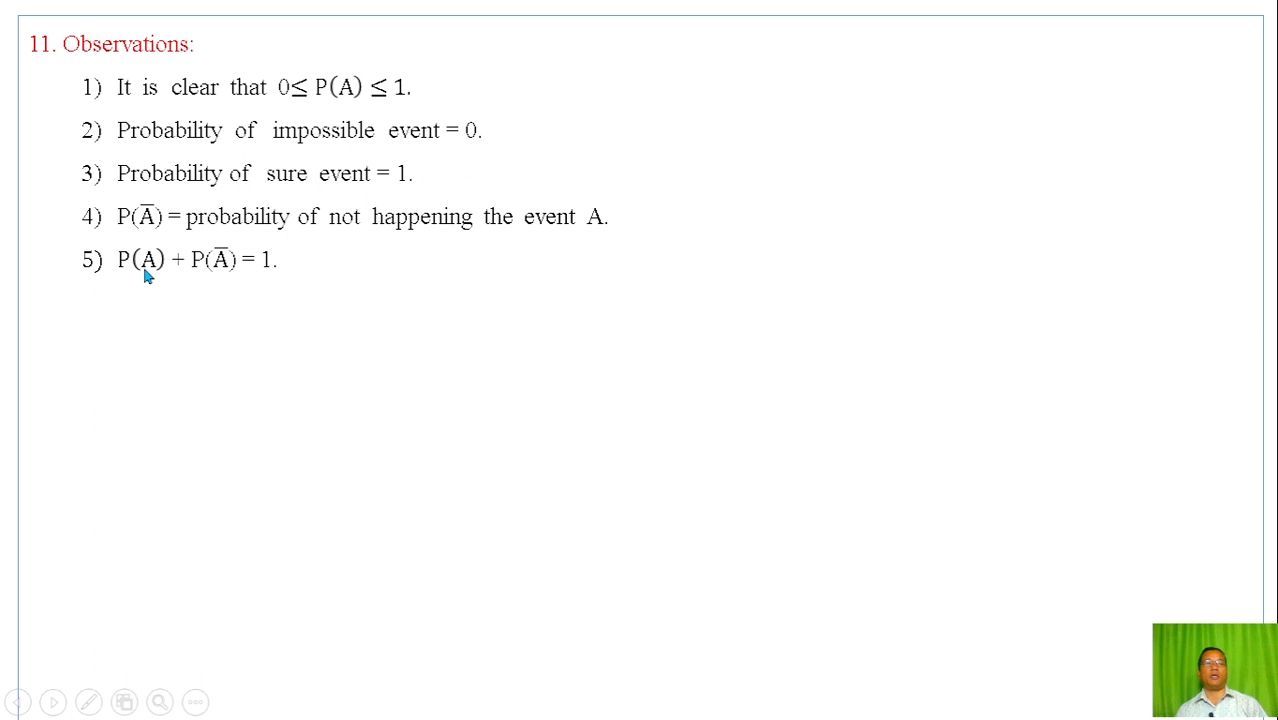 11. Observations:
1) It is clear that 0≤ P(A) ≤ 1.
2) Probability of impossible event = 0.
3) Probability of sure event = 1.
4) P(A̅) = probability of not happening the event A.
5) P(A) + P(A̅) = 1.